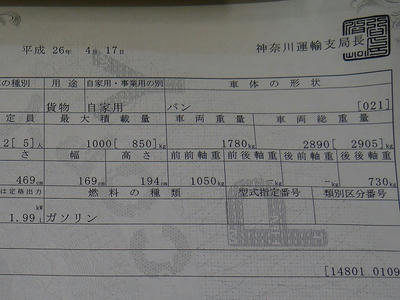 平成 26年 4月 17日
神奈川運輸支局長
の種別 用途 自家用・事業用の別 車体の形状
貨物 自家用 バン [021]
定員 最大積載量 車両重量 車両総重量
2[ 5]人 1000[ 850]kg 1780kg 2890[ 2905]kg
さ 幅 高さ 前前軸重 前後軸重 後前軸重 後後軸重
469cm 169cm 194cm 1050kg -kg -kg 730kg
は定格出力 燃料の種類 型式指定番号 類別区分番号
kW
1.99L ガソリン
[14801 0109